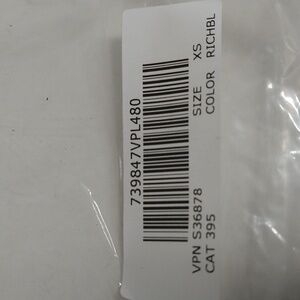 739847VPL480
VPN S36878 SIZE XS
CAT 395 COLOR RICHBL